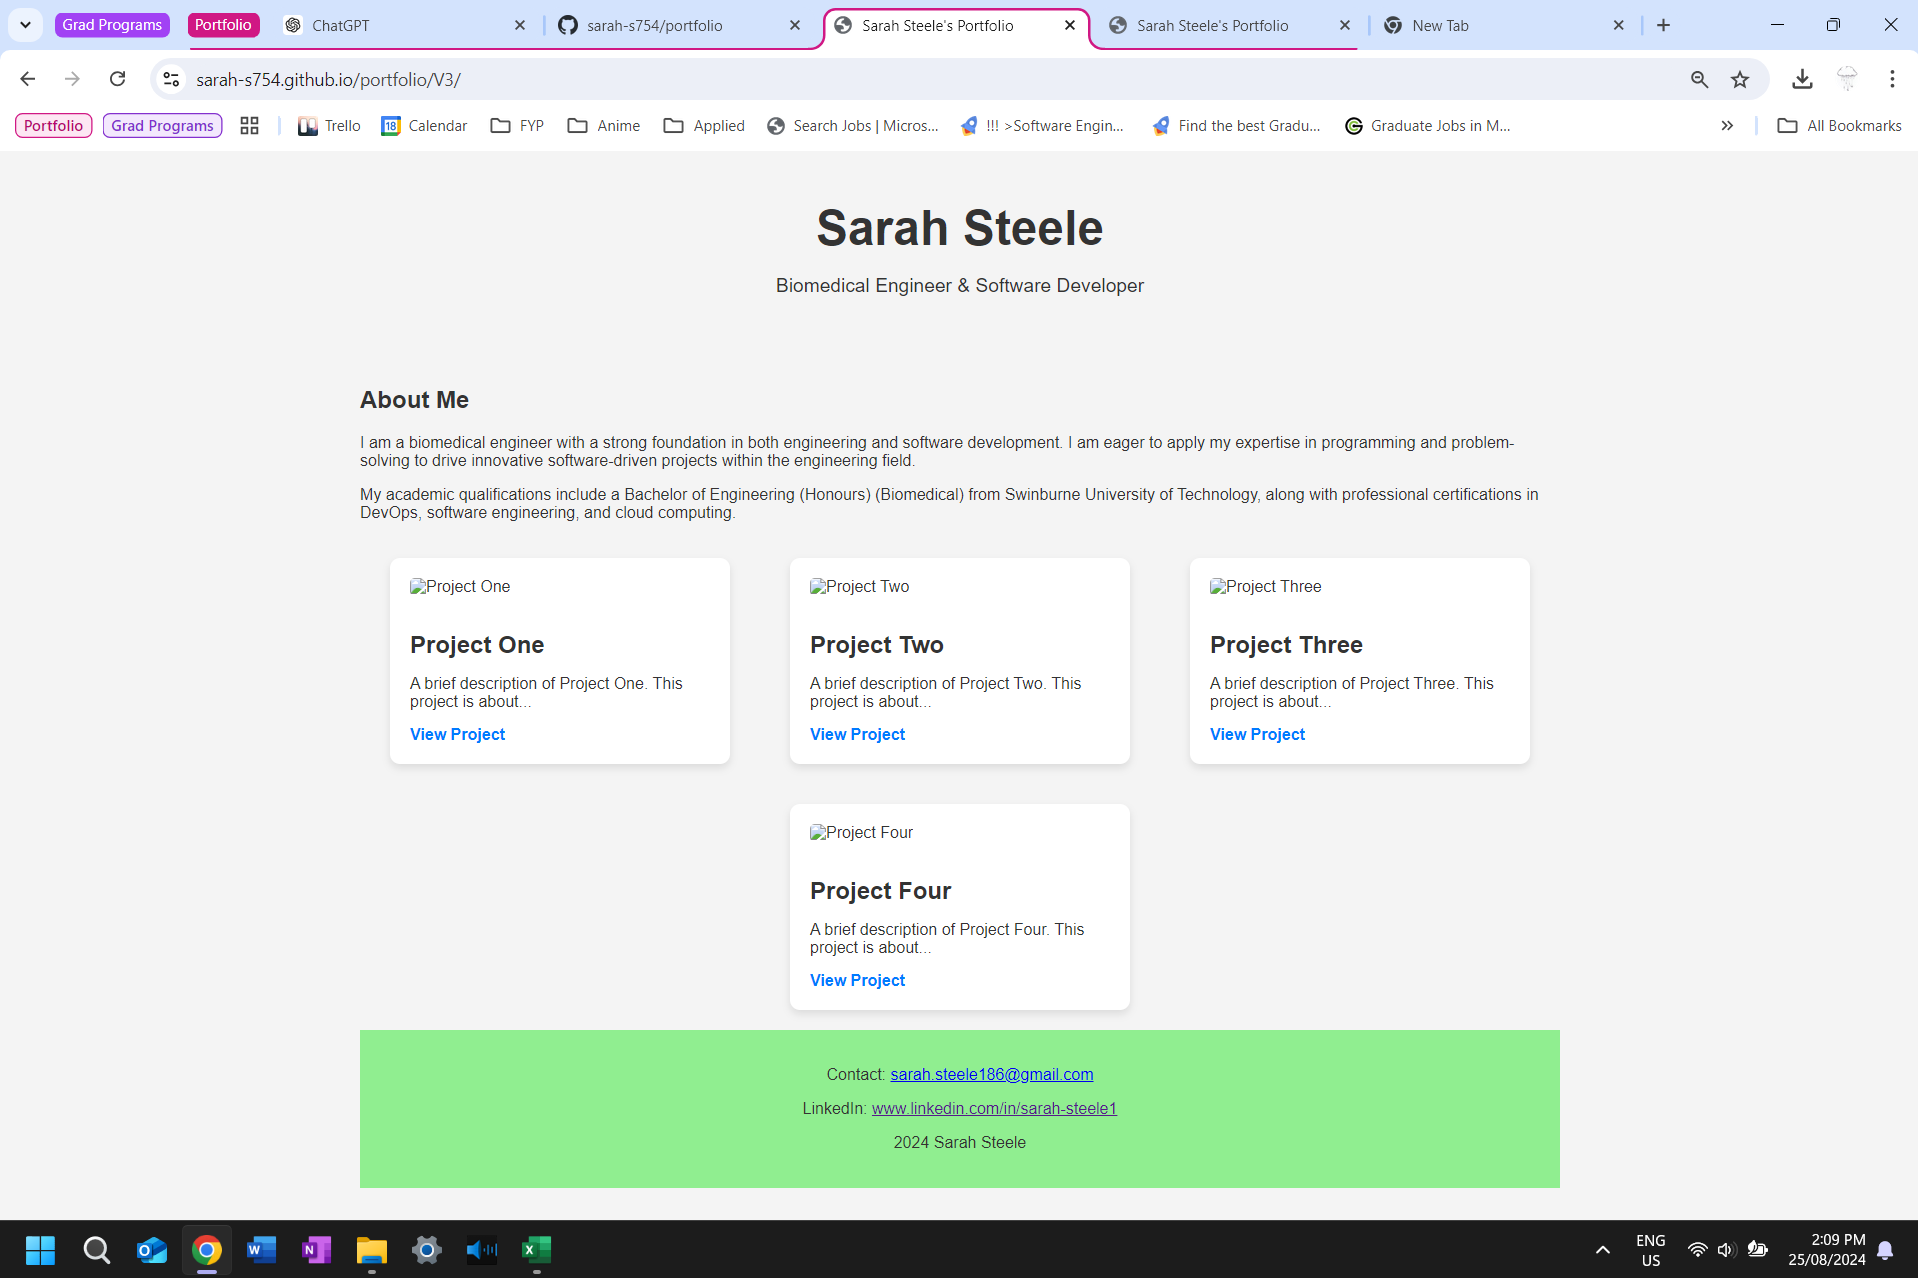 Grad Programs
Portfolio
ChatGPT
sarah-s754/portfolio
Sarah Steele's Portfolio
Sarah Steele's Portfolio
New Tab
sarah-s754.github.io/portfolio/V3/
Portfolio
Grad Programs
Trello
18
Calendar
FYP
Anime
Applied
Search Jobs | Micros...
!!! >Software Engin...
Find the best Gradu...
Graduate Jobs in M...
All Bookmarks
Sarah Steele
Biomedical Engineer & Software Developer
About Me
I am a biomedical engineer with a strong foundation in both engineering and software development. I am eager to apply my expertise in programming and problem-
solving to drive innovative software-driven projects within the engineering field.
My academic qualifications include a Bachelor of Engineering (Honours) (Biomedical) from Swinburne University of Technology, along with professional certifications in
DevOps, software engineering, and cloud computing.
Project One
Project One
A brief description of Project One. This
project is about...
View Project
Project Two
Project Two
A brief description of Project Two. This
project is about...
View Project
Project Three
Project Three
A brief description of Project Three. This
project is about...
View Project
Project Four
Project Four
A brief description of Project Four. This
project is about...
View Project
Contact: sarah.steele186@gmail.com
LinkedIn: www.linkedin.com/in/sarah-steele1
2024 Sarah Steele
ENG
US
2:09 PM
25/08/2024